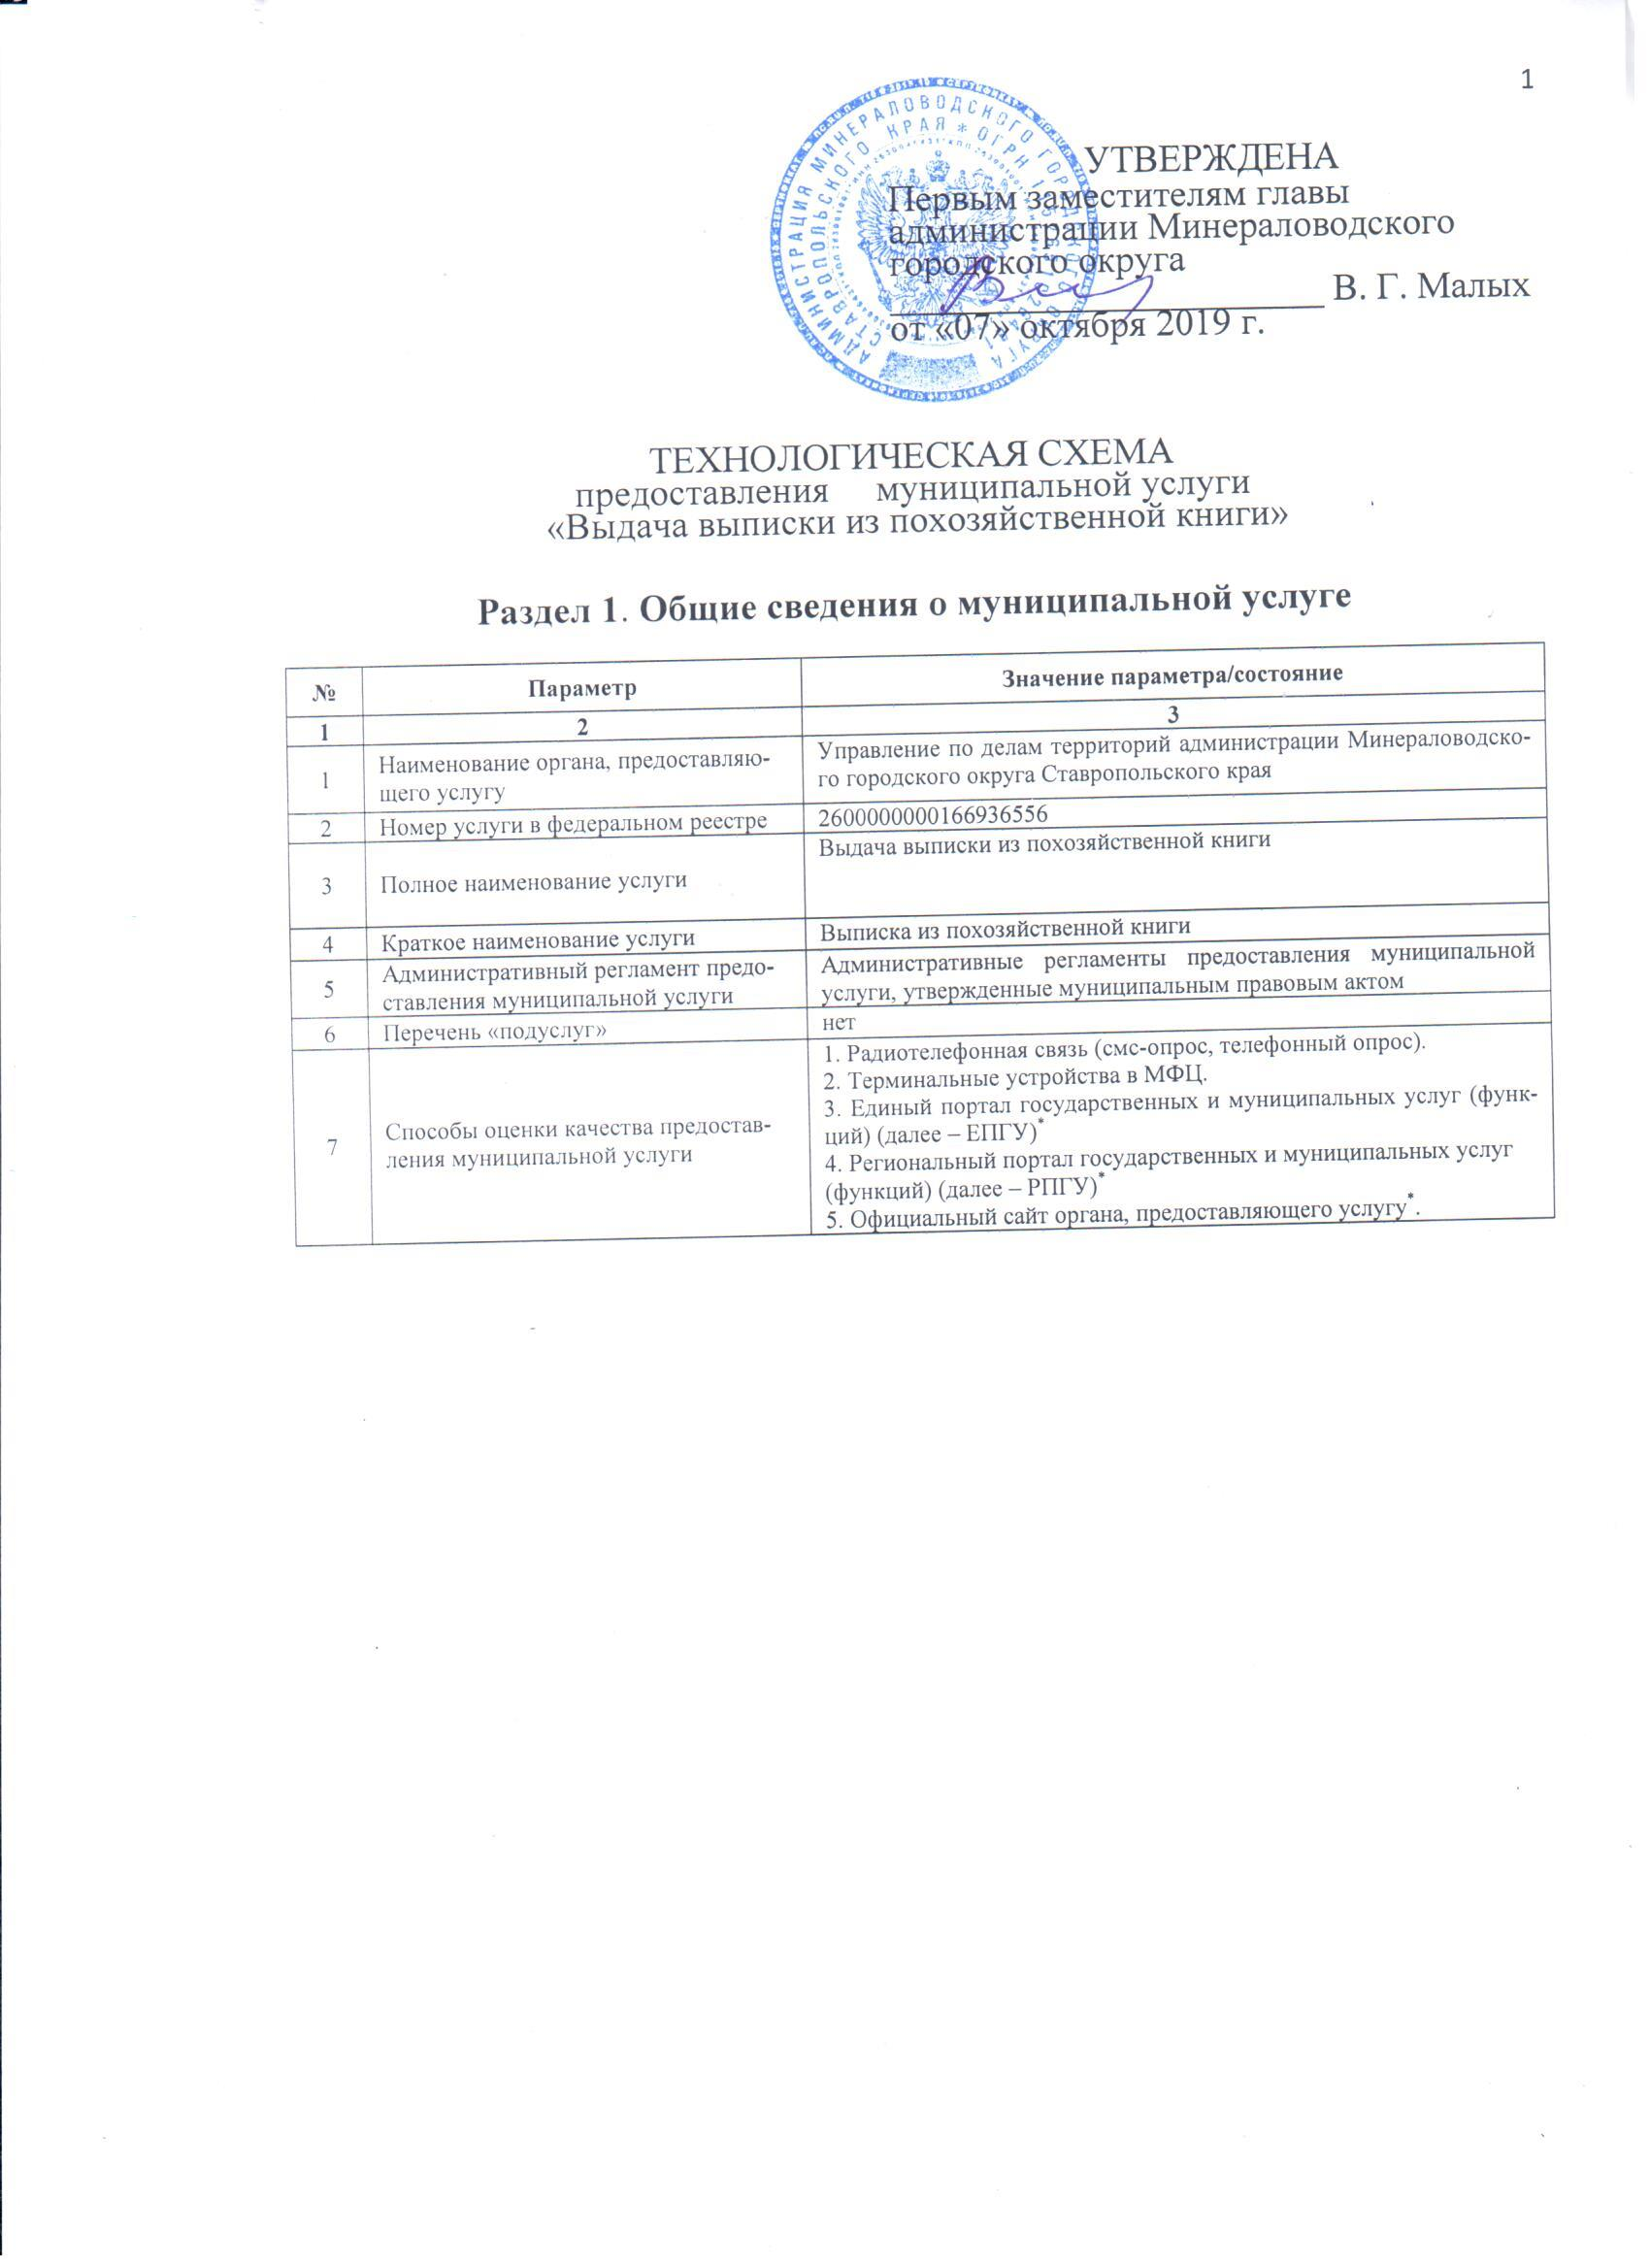 1
УТВЕРЖДЕНА
Первым заместителям главы
администрации Минераловодского
городского округа
В. Г. Малых
от «07» октября 2019 г.
АДМИНИСТРАЦИЯ МИНЕРАЛОВОДСКОГО ГОРОДСКОГО ОКРУГА
СТАВРОПОЛЬСКОГО КРАЯ * ОГРН
ТЕХНОЛОГИЧЕСКАЯ СХЕМА
предоставления муниципальной услуги
«Выдача выписки из похозяйственной книги»
Раздел 1. Общие сведения о муниципальной услуге
№ Параметр Значение параметра/состояние
1 2 3
1
Наименование органа, предоставляю-
щего услугу
Управление по делам территорий администрации Минераловодско-
го городского округа Ставропольского края
2 Номер услуги в федеральном реестре 2600000000166936556
3 Полное наименование услуги
Выдача выписки из похозяйственной книги
4 Краткое наименование услуги Выписка из похозяйственной книги
5
Административный регламент предо-
ставления муниципальной услуги
Административные регламенты предоставления муниципальной
услуги, утвержденные муниципальным правовым актом
6 Перечень «подуслуг» нет
7
Способы оценки качества предостав-
ления муниципальной услуги
1. Радиотелефонная связь (смс-опрос, телефонный опрос).
2. Терминальные устройства в МФЦ.
3. Единый портал государственных и муниципальных услуг (функ-
ций) (далее – ЕПГУ)*
4. Региональный портал государственных и муниципальных услуг
(функций) (далее – РПГУ)*
5. Официальный сайт органа, предоставляющего услугу*.